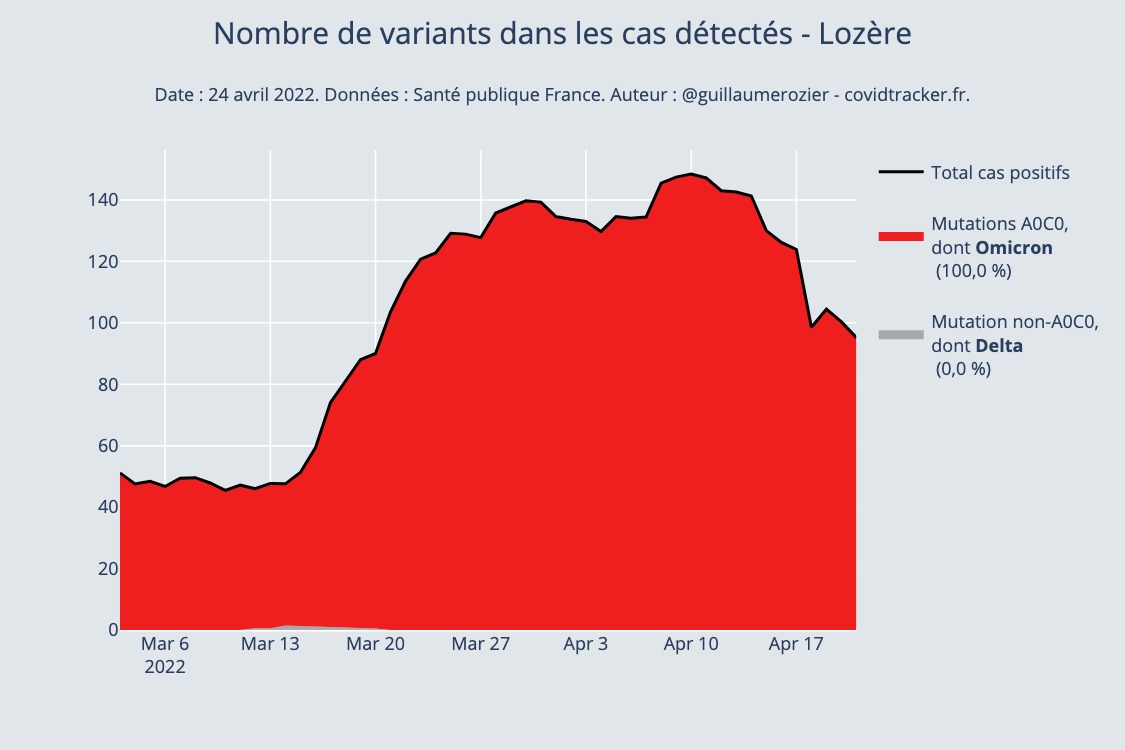 Nombre de variants dans les cas détectés - Lozère
Date : 24 avril 2022. Données : Santé publique France. Auteur : @guillaumerozier - covidtracker.fr.
Total cas positifs
Mutations A0C0,
dont Omicron
(100,0 %)
Mutation non-A0C0,
dont Delta
(0,0 %)
140
120
100
80
60
40
20
0
Mar 6 Mar 13 Mar 20 Mar 27 Apr 3 Apr 10 Apr 17
2022